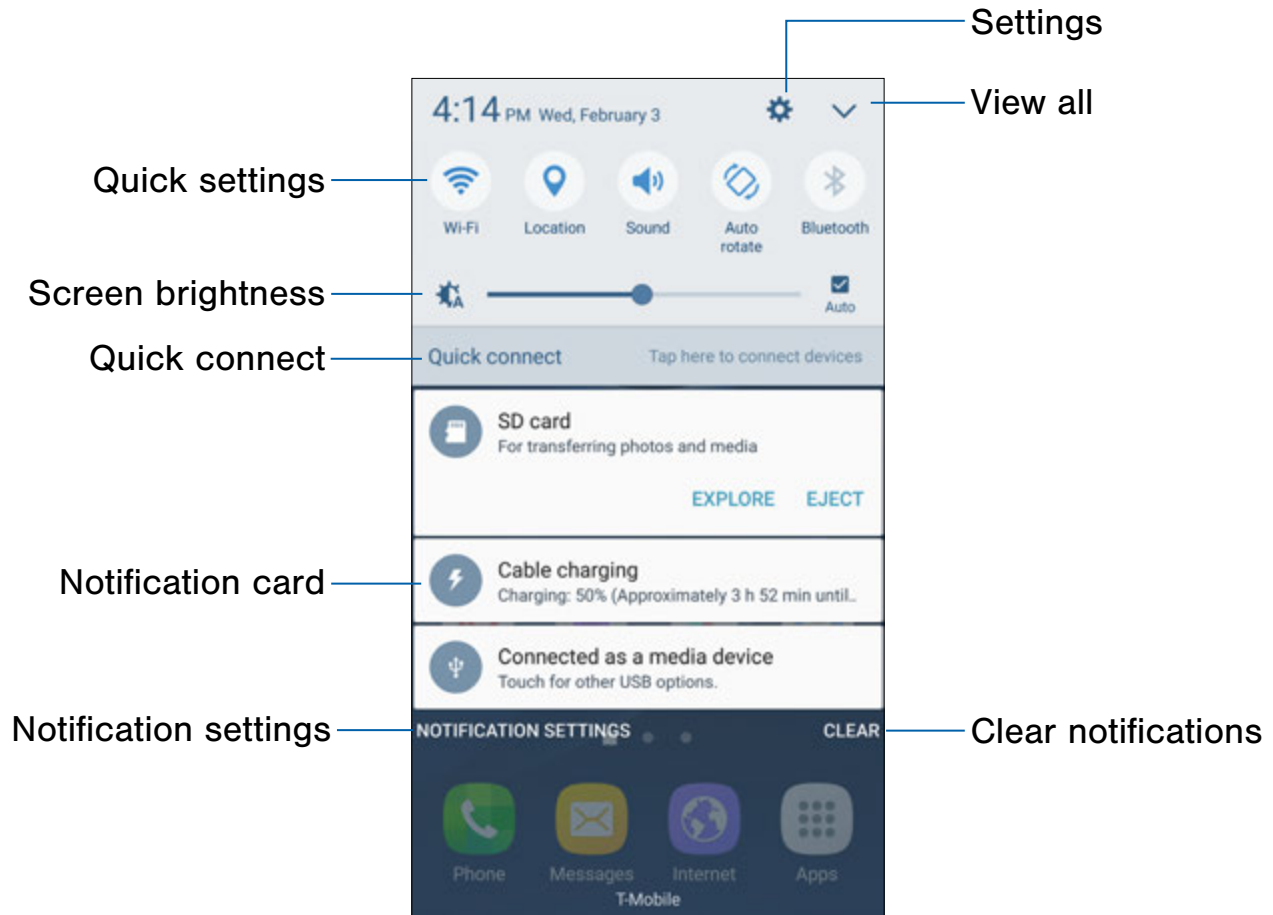 Settings
View all
4:14 PM Wed, February 3
Quick settings
Wi-Fi Location Sound Auto rotate Bluetooth
Screen brightness
A
Auto
Quick connect
Quick connect Tap here to connect devices
SD card
For transferring photos and media
EXPLORE EJECT
Notification card
Cable charging
Charging: 50% (Approximately 3 h 52 min until..
Connected as a media device
Touch for other USB options.
Notification settings
NOTIFICATION SETTINGS CLEAR
Clear notifications
Phone Messages Internet Apps
T-Mobile